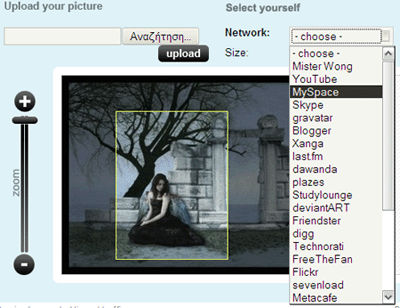 Upload your picture
Select yourself
Αναζήτηση...
Network:
- choose -
upload
Size:
- choose -
Mister Wong
YouTube
MySpace
Skype
gravatar
Blogger
Xanga
last.fm
dawanda
plazes
Studylounge
deviantART
Friendster
digg
Technorati
FreeTheFan
Flickr
sevenload
Metacafe
zoom